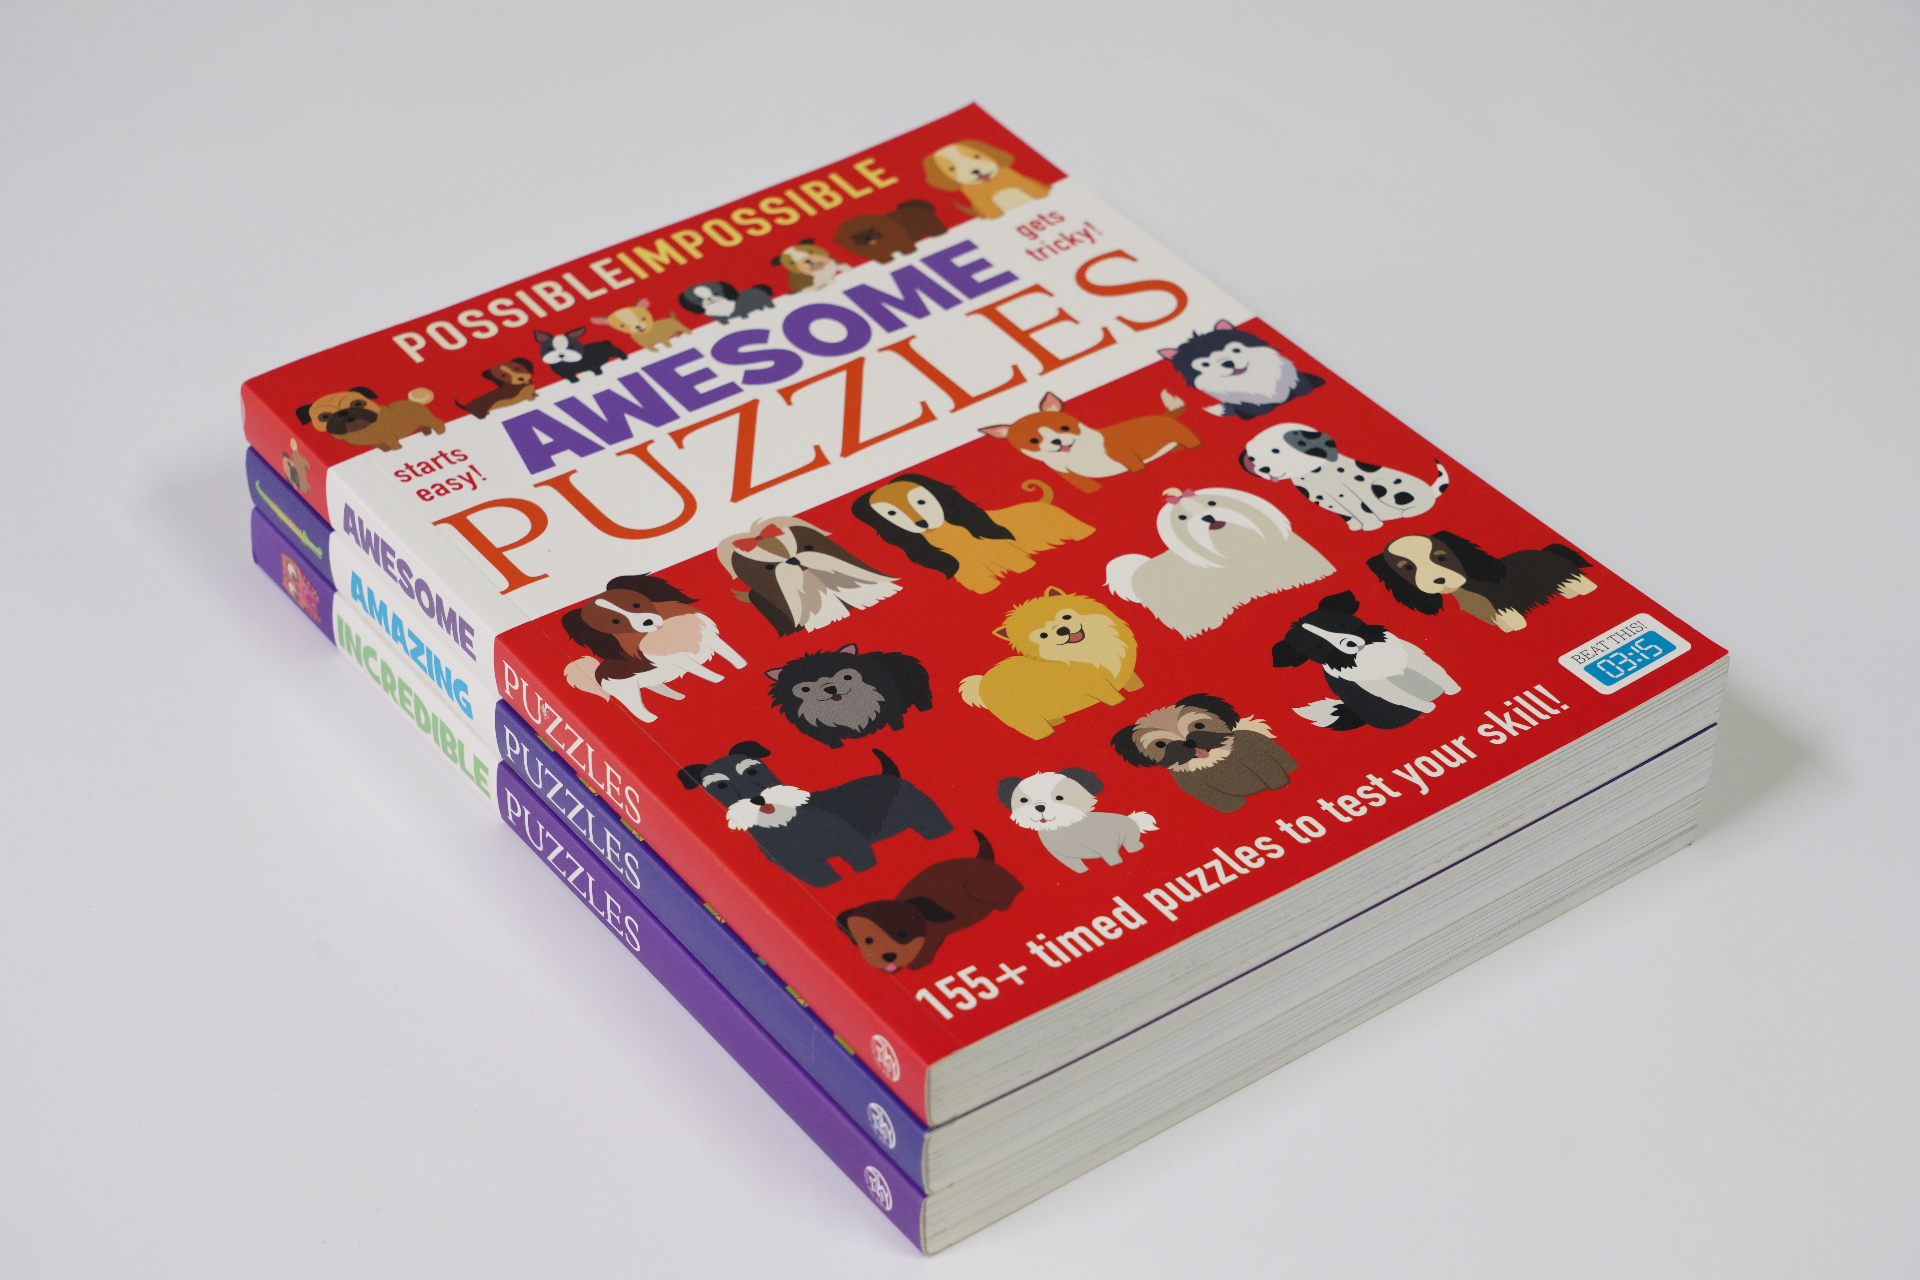 POSSIBLEIMPOSSIBLE
starts
easy!
AWESOME
gets
tricky!
PUZZLES
BEAT THIS!
03:15
155+ timed puzzles to test your skill!
AWESOME PUZZLES
AMAZING PUZZLES
INCREDIBLE PUZZLES